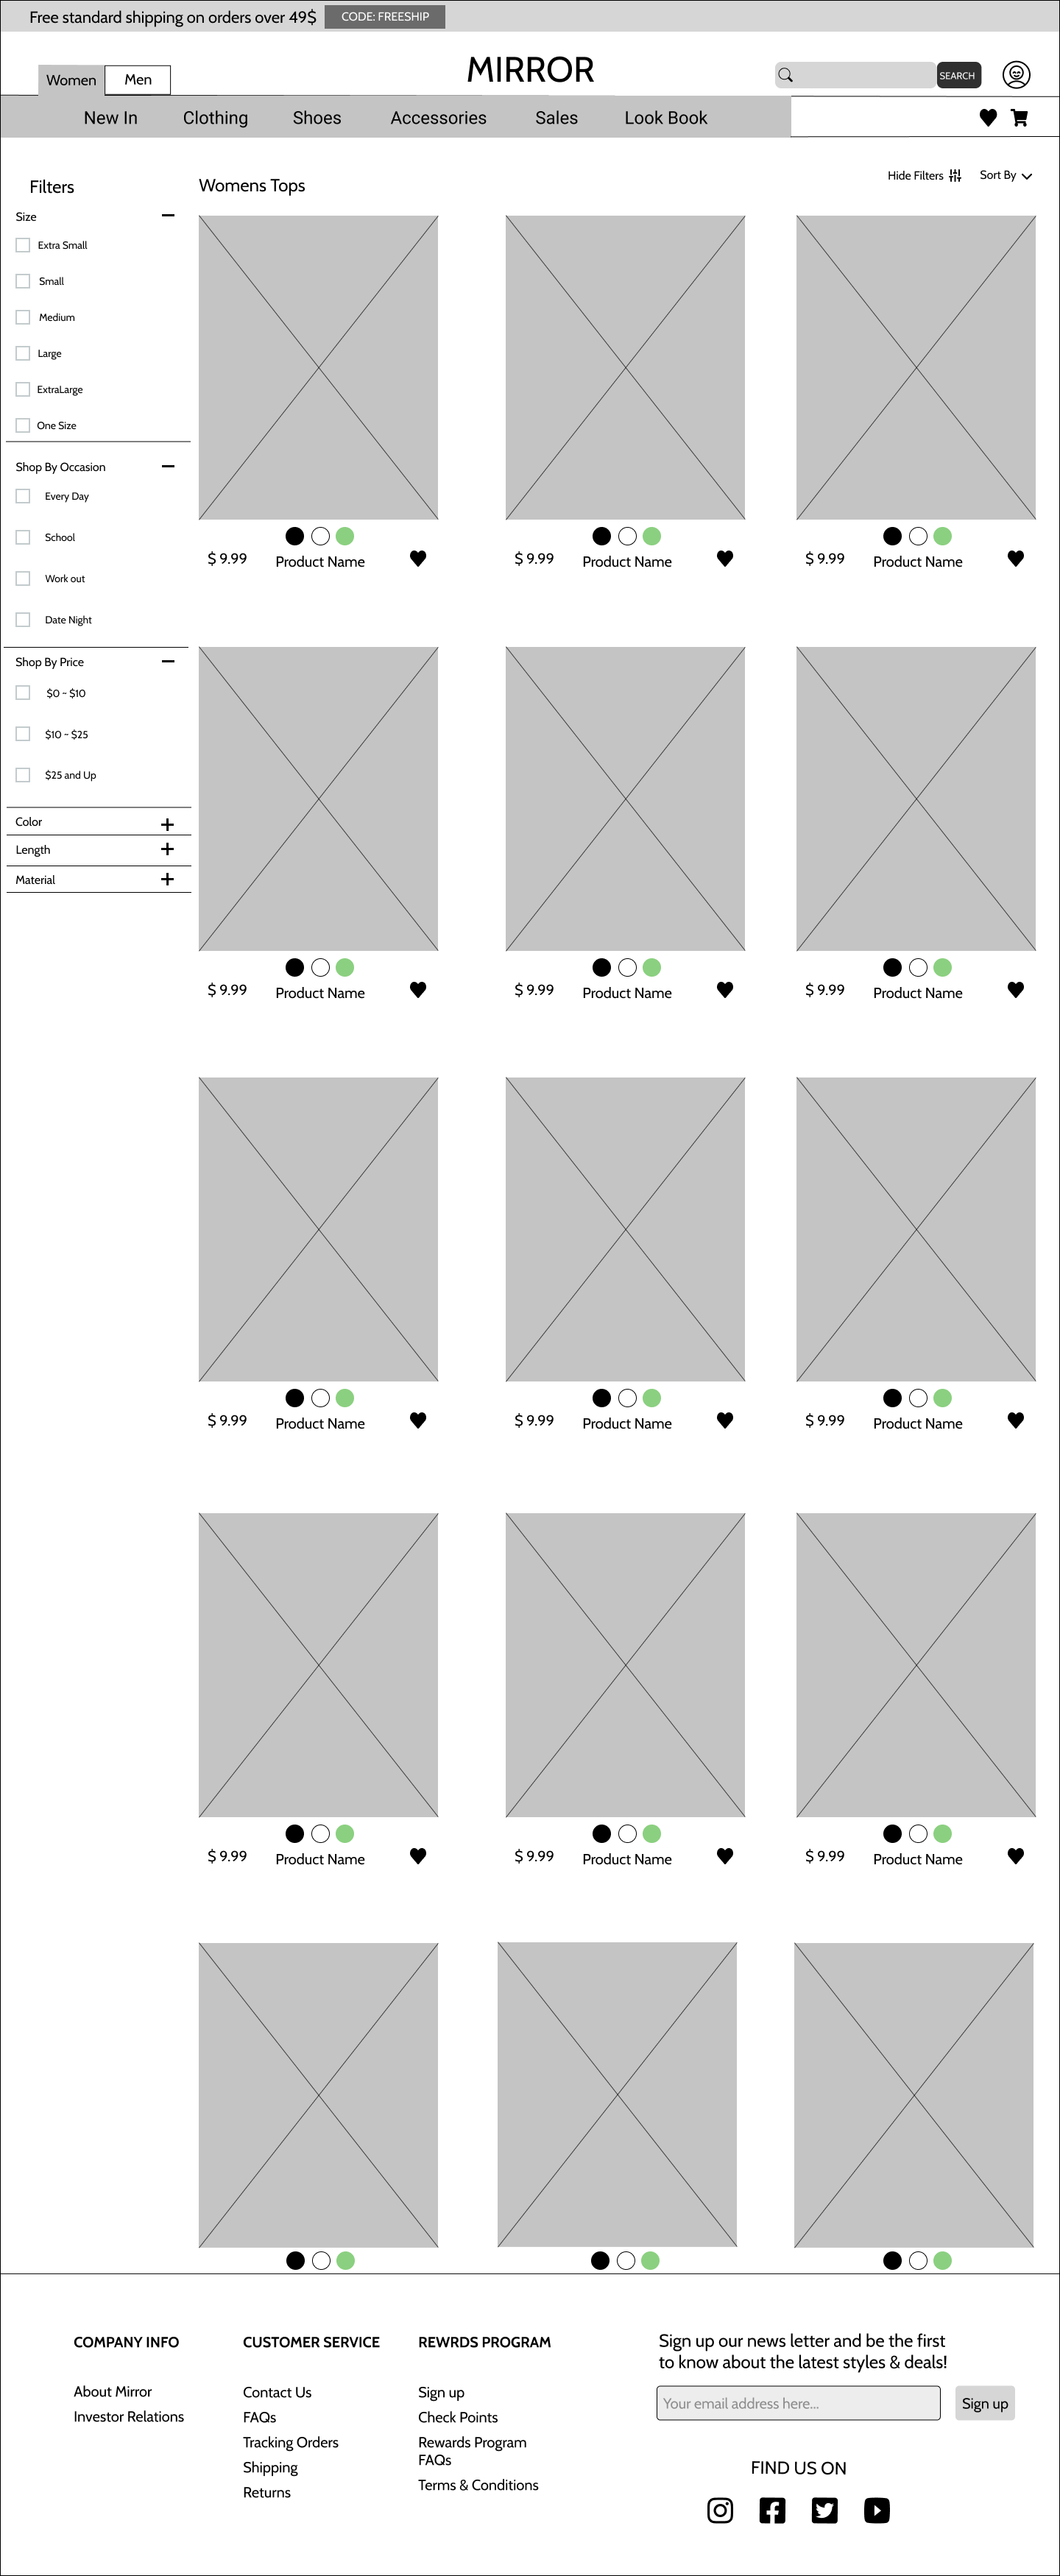 Free standard shipping on orders over 49$ CODE: FREESHIP
MIRROR
Women Men
SEARCH
New In Clothing Shoes Accessories Sales Look Book
Filters
Size
Extra Small
Small
Medium
Large
ExtraLarge
One Size
Shop By Occasion
Every Day
School
Work out
Date Night
Shop By Price
$0 ~ $10
$10 ~ $25
$25 and Up
Color
Length
Material
Womens Tops
Hide Filters Sort By
$ 9.99 Product Name $ 9.99 Product Name $ 9.99 Product Name
$ 9.99 Product Name $ 9.99 Product Name $ 9.99 Product Name
$ 9.99 Product Name $ 9.99 Product Name $ 9.99 Product Name
$ 9.99 Product Name $ 9.99 Product Name $ 9.99 Product Name
COMPANY INFO
About Mirror
Investor Relations
CUSTOMER SERVICE
Contact Us
FAQs
Tracking Orders
Shipping
Returns
REWRDS PROGRAM
Sign up
Check Points
Rewards Program
FAQs
Terms & Conditions
Sign up our news letter and be the first
to know about the latest styles & deals!
Your email address here... Sign up
FIND US ON